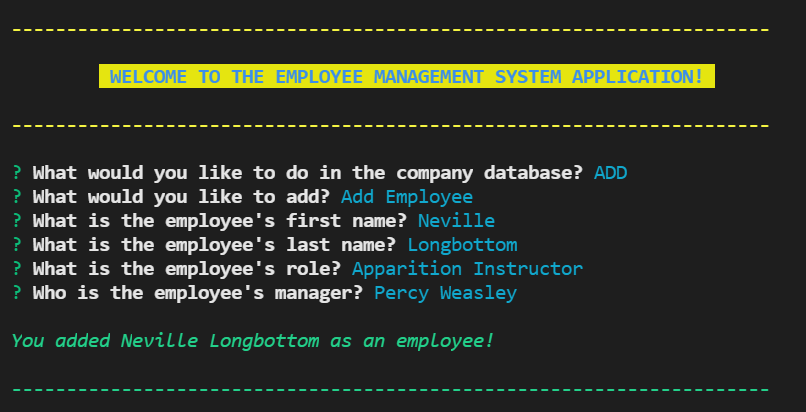 ----------------------------------------------------------------------
WELCOME TO THE EMPLOYEE MANAGEMENT SYSTEM APPLICATION!
----------------------------------------------------------------------
? What would you like to do in the company database? ADD
? What would you like to add? Add Employee
? What is the employee's first name? Neville
? What is the employee's last name? Longbottom
? What is the employee's role? Apparition Instructor
? Who is the employee's manager? Percy Weasley
You added Neville Longbottom as an employee!
----------------------------------------------------------------------